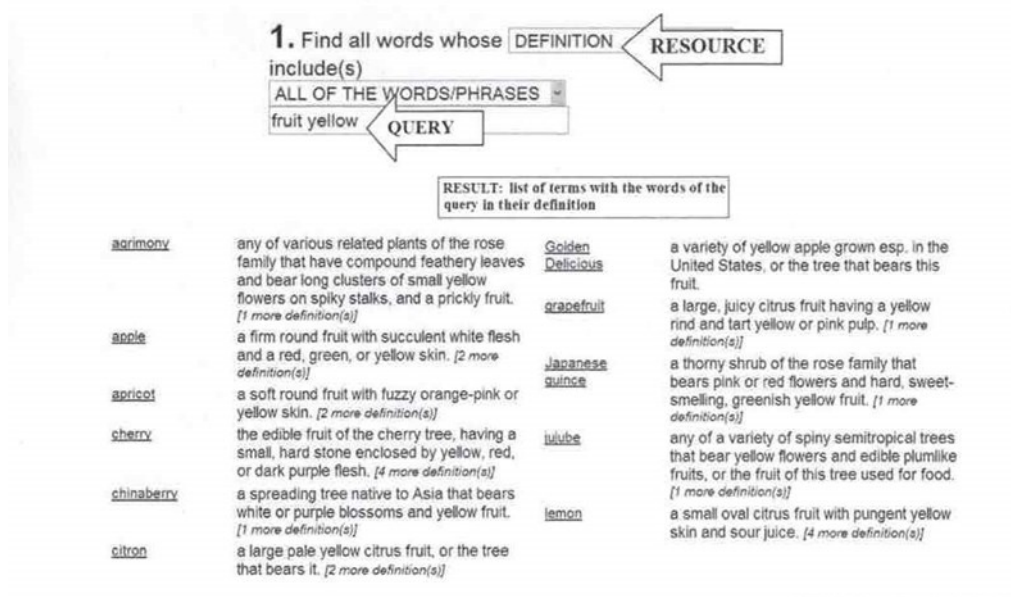 1. Find all words whose DEFINITION
RESOURCE
include(s)
ALL OF THE WORDS/PHRASES
fruit yellow
QUERY
RESULT: list of terms with the words of the
query in their definition
agrimony
any of various related plants of the rose
family that have compound feathery leaves
and bear long clusters of small yellow
flowers on spiky stalks, and a prickly fruit.
[1 more definition(s)]
apple
a firm round fruit with succulent white flesh
and a red, green, or yellow skin. [2 more
definition(s)]
apricot
a soft round fruit with fuzzy orange-pink or
yellow skin. [2 more definition(s)]
cherry
the edible fruit of the cherry tree, having a
small, hard stone enclosed by yellow, red,
or dark purple flesh. [4 more definition(s)]
chinaberry
a spreading tree native to Asia that bears
white or purple blossoms and yellow fruit.
[1 more definition(s)]
citron
a large pale yellow citrus fruit, or the tree
that bears it. [2 more definition(s)]
Golden
Delicious
a variety of yellow apple grown esp. in the
United States, or the tree that bears this
fruit.
grapefruit
a large, juicy citrus fruit having a yellow
rind and tart yellow or pink pulp. [1 more
definition(s)]
Japanese
quince
a thorny shrub of the rose family that
bears pink or red flowers and hard, sweet-
smelling, greenish yellow fruit. [1 more
definition(s)]
jujube
any of a variety of spiny semitropical trees
that bear yellow flowers and edible plumlike
fruits, or the fruit of this tree used for food.
[1 more definition(s)]
lemon
a small oval citrus fruit with pungent yellow
skin and sour juice. [4 more definition(s)]